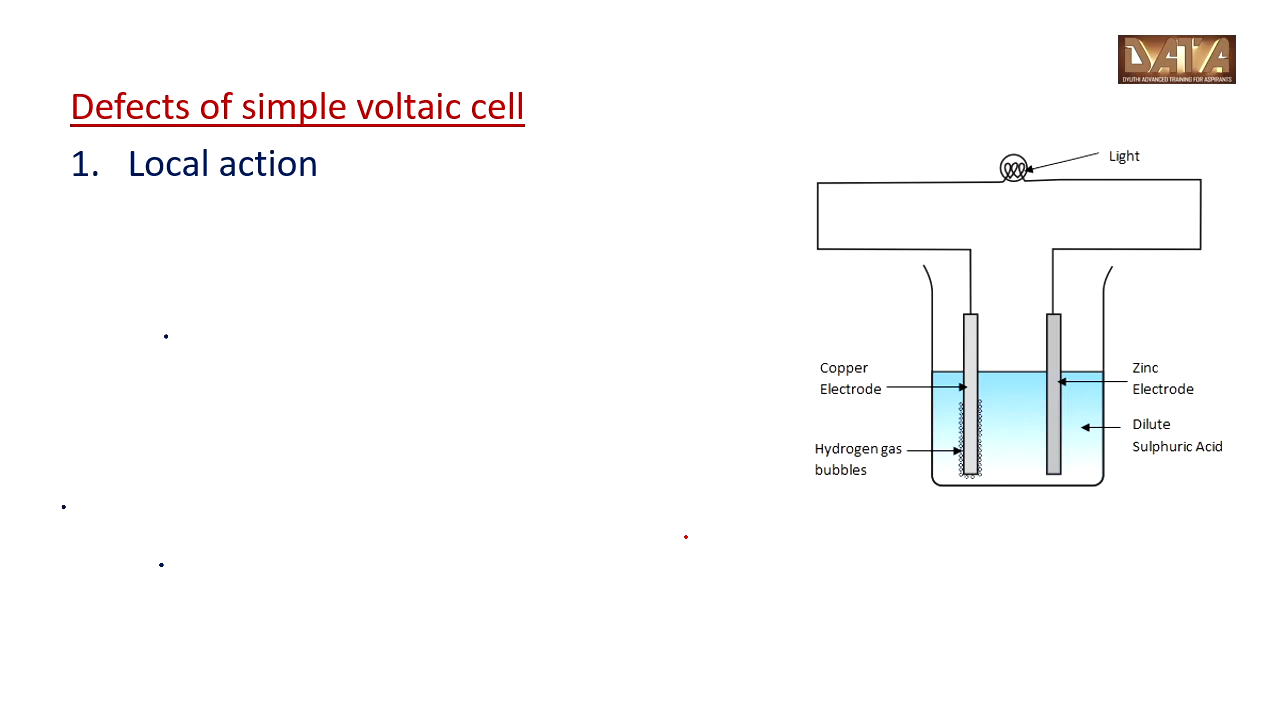 DATA
DYUTHI ADVANCED TRAINING FOR ASPIRANTS
Defects of simple voltaic cell
1. Local action
Light
Copper
Electrode
Zinc
Electrode
Dilute
Sulphuric Acid
Hydrogen gas
bubbles